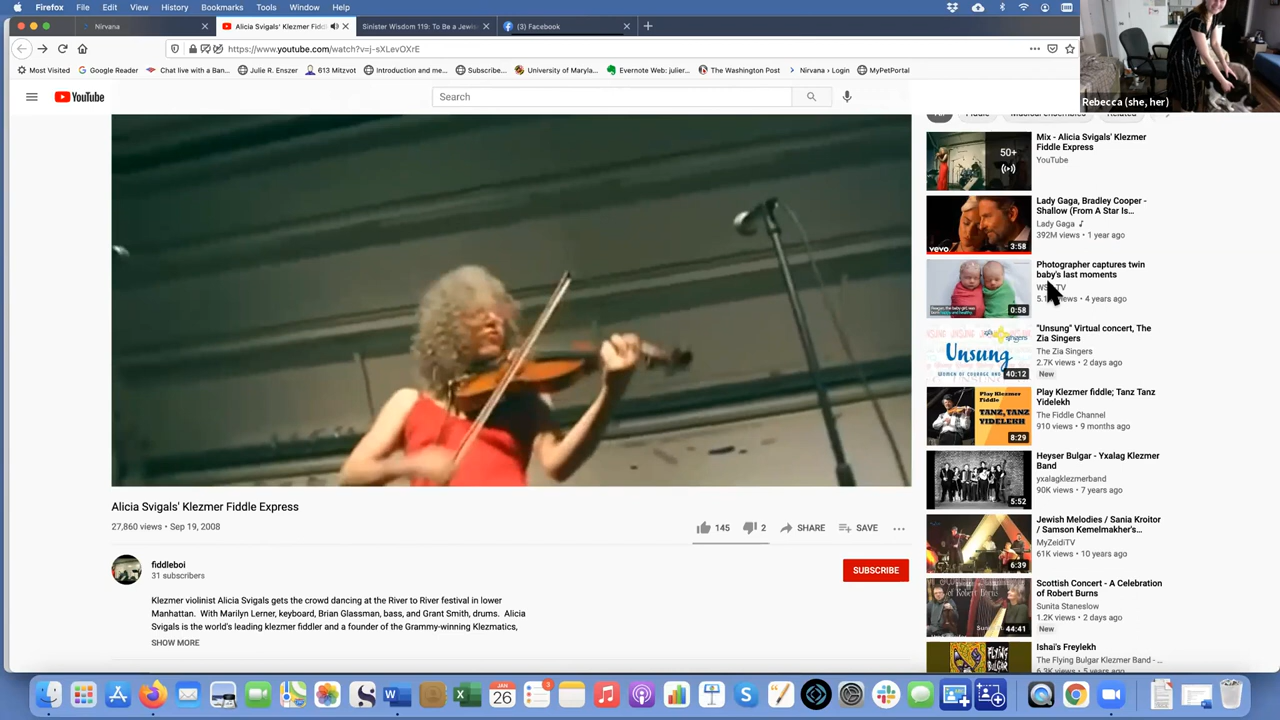 Firefox File Edit View History Bookmarks Tools Window Help
Nirvana
Alicia Svigals' Klezmer Fiddl
Sinister Wisdom 119: To Be a Jewis
(3) Facebook
https://www.youtube.com/watch?v=j-sXLevOXrE
Most Visited
Google Reader
Chat live with a Ban...
Julie R. Enszer
613 Mitzvot
Introduction and me...
Subscribe...
University of Maryla...
Evernote Web: julier...
The Washington Post
Nirvana › Login
MyPetPortal
Rebecca (she, her)
YouTube
Search
Mix - Alicia Svigals' Klezmer
Fiddle Express
YouTube
50+
Lady Gaga, Bradley Cooper -
Shallow (From A Star Is...
Lady Gaga
392M views • 1 year ago
vevo
3:58
Photographer captures twin
baby's last moments
4 years ago
0:58
"Unsung" Virtual concert, The
Zia Singers
The Zia Singers
2.7K views • 2 days ago
New
Unsung
40:12
Play Klezmer fiddle; Tanz Tanz
Yidelekh
The Fiddle Channel
910 views • 9 months ago
Play Klezmer
Fiddle
TANZ, TANZ
YIDELEKH
8:29
Heyser Bulgar - Yxalag Klezmer
Band
yxalagklezmerband
90K views • 7 years ago
5:52
Jewish Melodies / Sania Kroitor
/ Samson Kemelmakher's...
MyZeidiTV
61K views • 10 years ago
6:39
Scottish Concert - A Celebration
of Robert Burns
Sunita Staneslow
1.2K views • 2 days ago
New
44:41
Ishai's Freylekh
The Flying Bulgar Klezmer Band - ...
Alicia Svigals' Klezmer Fiddle Express
27,860 views • Sep 19, 2008
145
2
SHARE
SAVE
fiddleboi
31 subscribers
SUBSCRIBE
Klezmer violinist Alicia Svigals gets the crowd dancing at the River to River festival in lower
Manhattan. With Marilyn Lerner, keyboard, Brian Glassman, bass, and Grant Smith, drums. Alicia
Svigals is the world's leading klezmer fiddler and a founder of the Grammy-winning Klezmatics,
SHOW MORE
JAN
26
3